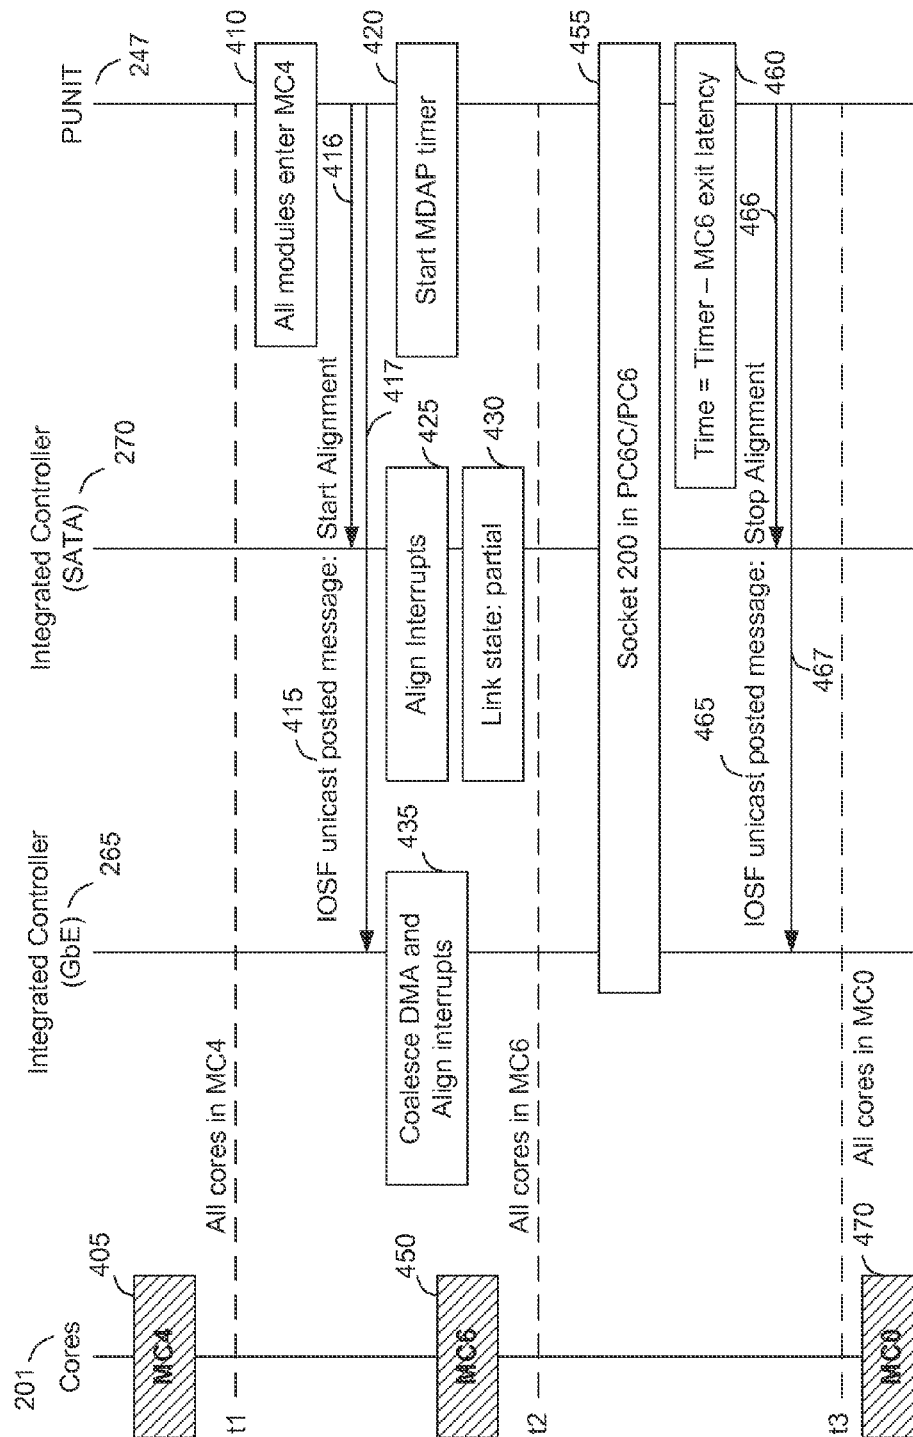 201
Cores
Integrated Controller
(GbE)
265
Integrated Controller
(SATA)
270
PUNIT
247
MC4
405
t1
All cores in MC4
410
All modules enter MC4
416
IOSF unicast posted message: Start Alignment
415
417
420
Start MDAP timer
425
Align Interrupts
430
Link state: partial
435
Coalesce DMA and
Align interrupts
450
MC6
t2
All cores in MC6
455
Socket 200 in PC6C/PC6
460
Time = Timer – MC6 exit latency
466
IOSF unicast posted message: Stop Alignment
465
467
t3
All cores in MC0
470
MC0